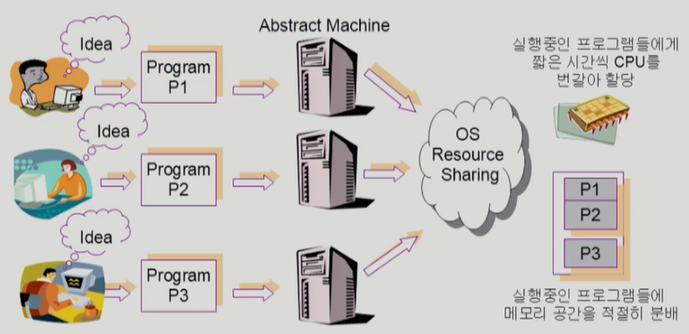 Abstract Machine
Idea
Program
P1
Idea
Program
P2
Idea
Program
P3
OS
Resource
Sharing
실행중인 프로그램들에게
짧은 시간씩 CPU를
번갈아 할당
P1
P2
P3
실행중인 프로그램들에
메모리 공간을 적절히 분배